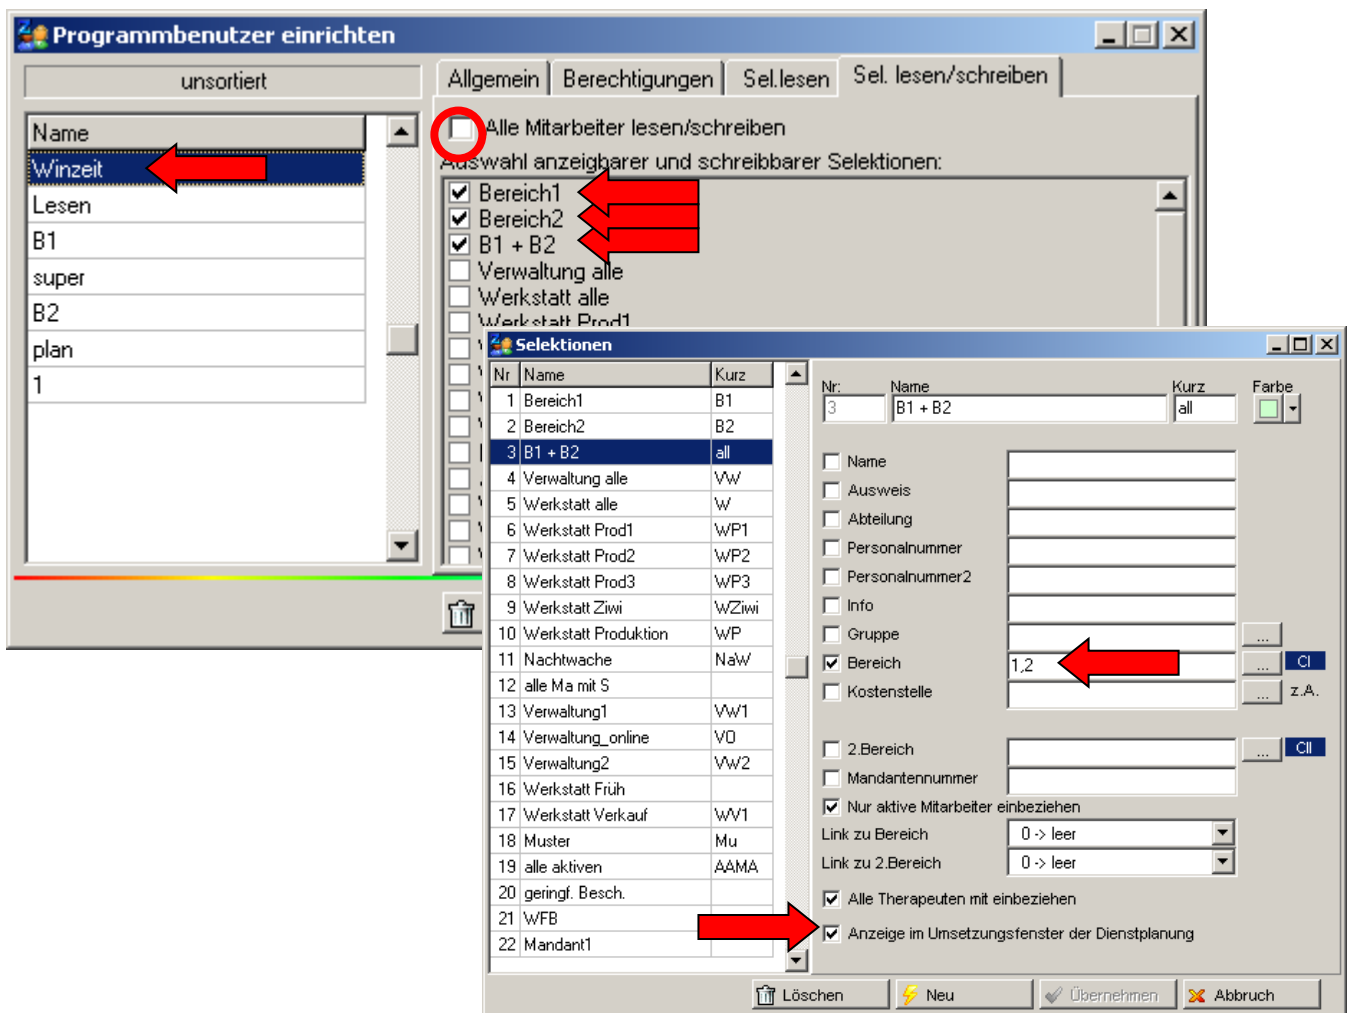 Programmbenutzer einrichten
unsortiert
Allgemein Berechtigungen Sel.lesen Sel. lesen/schreiben
Name
Winzeit
Lesen
B1
super
B2
plan
1
Alle Mitarbeiter lesen/schreiben
Auswahl anzeigbarer und schreibbarer Selektionen:
Bereich1
Bereich2
B1 + B2
Verwaltung alle
Werkstatt alle
Werkstatt Prod1
Selektionen
Nr Name Kurz
1 Bereich1 B1
2 Bereich2 B2
3 B1 + B2 all
4 Verwaltung alle VW
5 Werkstatt alle W
6 Werkstatt Prod1 WP1
7 Werkstatt Prod2 WP2
8 Werkstatt Prod3 WP3
9 Werkstatt Ziwi WZiwi
10 Werkstatt Produktion WP
11 Nachtwache NaW
12 alle Ma mit S
13 Verwaltung1 VW1
14 Verwaltung_online VO
15 Verwaltung2 VW2
16 Werkstatt Früh
17 Werkstatt Verkauf WV1
18 Muster Mu
19 alle aktiven AAMA
20 geringf. Besch.
21 WFB
22 Mandant1
Nr: Name Kurz Farbe
3 B1 + B2 all
Name
Ausweis
Abteilung
Personalnummer
Personalnummer2
Info
Gruppe ...
Bereich 1,2 ... CI
Kostenstelle ... z.A.
2.Bereich ... CII
Mandantennummer
Nur aktive Mitarbeiter einbeziehen
Link zu Bereich 0 -> leer
Link zu 2.Bereich 0 -> leer
Alle Therapeuten mit einbeziehen
Anzeige im Umsetzungsfenster der Dienstplanung
Löschen Neu Übernehmen Abbruch